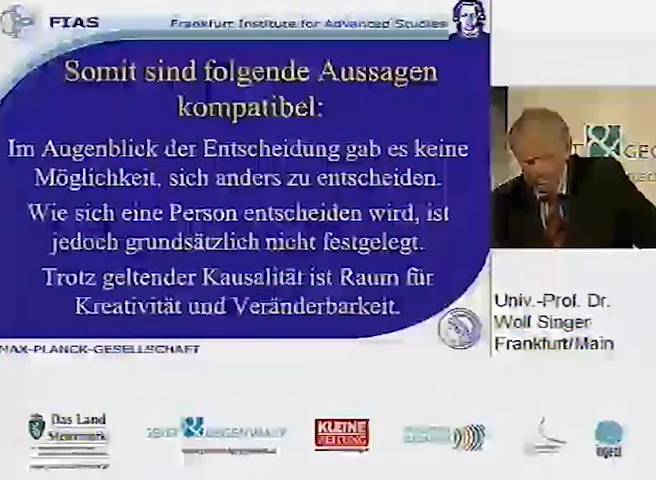 FIAS
Frankfurt Institute for Advanced Studies
Somit sind folgende Aussagen
kompatibel:
Im Augenblick der Entscheidung gab es keine
Möglichkeit, sich anders zu entscheiden.
Wie sich eine Person entscheiden wird, ist
jedoch grundsätzlich nicht festgelegt.
Trotz geltender Kausalität ist Raum für
Kreativität und Veränderbarkeit.
MAX-PLANCK-GESELLSCHAFT
&
Univ.-Prof. Dr.
Wolf Singer
Frankfurt/Main
Das Land
Steiermark
GEIST & GEGENWART
KLEINE
ZEITUNG